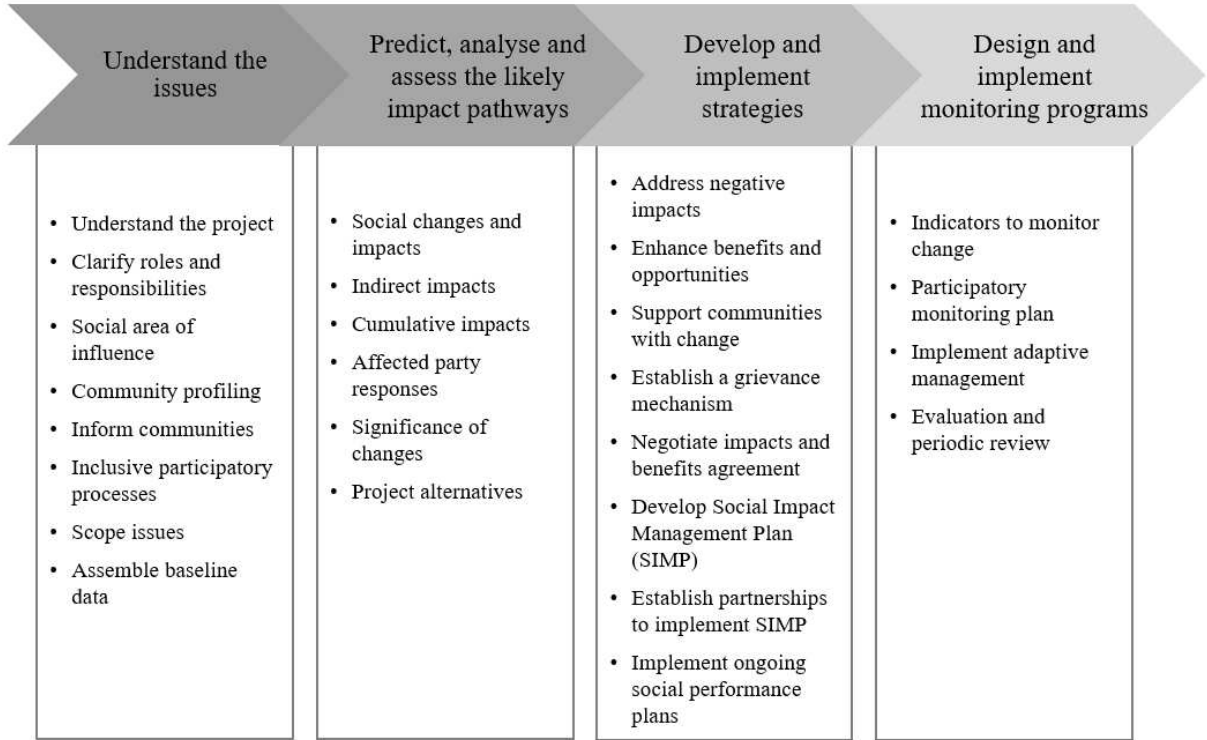 Understand the
issues
Predict, analyse and
assess the likely
impact pathways
Develop and
implement
strategies
Design and
implement
monitoring programs
• Understand the project
• Clarify roles and
responsibilities
• Social area of
influence
• Community profiling
• Inform communities
• Inclusive participatory
processes
• Scope issues
• Assemble baseline
data
• Social changes and
impacts
• Indirect impacts
• Cumulative impacts
• Affected party
responses
• Significance of
changes
• Project alternatives
• Address negative
impacts
• Enhance benefits and
opportunities
• Support communities
with change
• Establish a grievance
mechanism
• Negotiate impacts and
benefits agreement
• Develop Social Impact
Management Plan
(SIMP)
• Establish partnerships
to implement SIMP
• Implement ongoing
social performance
plans
• Indicators to monitor
change
• Participatory
monitoring plan
• Implement adaptive
management
• Evaluation and
periodic review